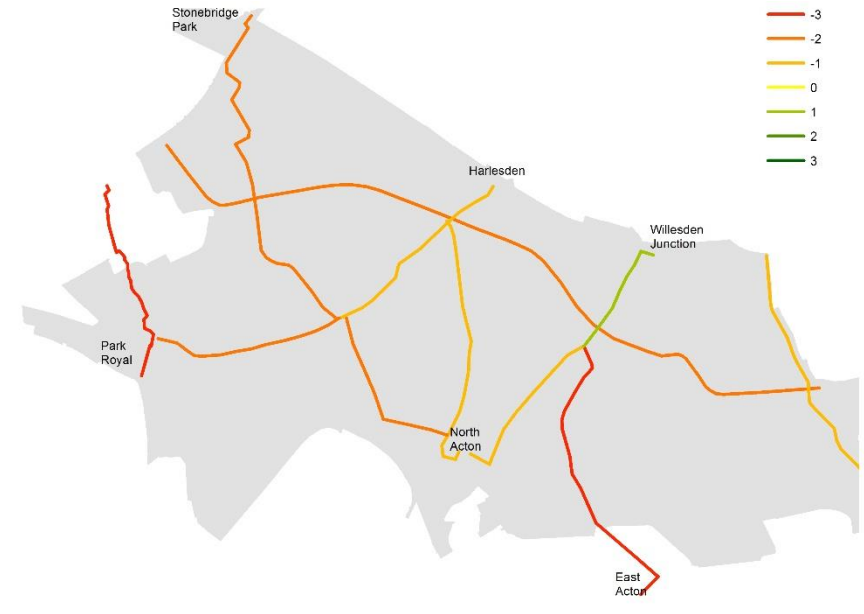 Stonebridge
Park
-3
-2
-1
0
1
2
3
Harlesden
Willesden
Junction
Park
Royal
North
Acton
East
Acton